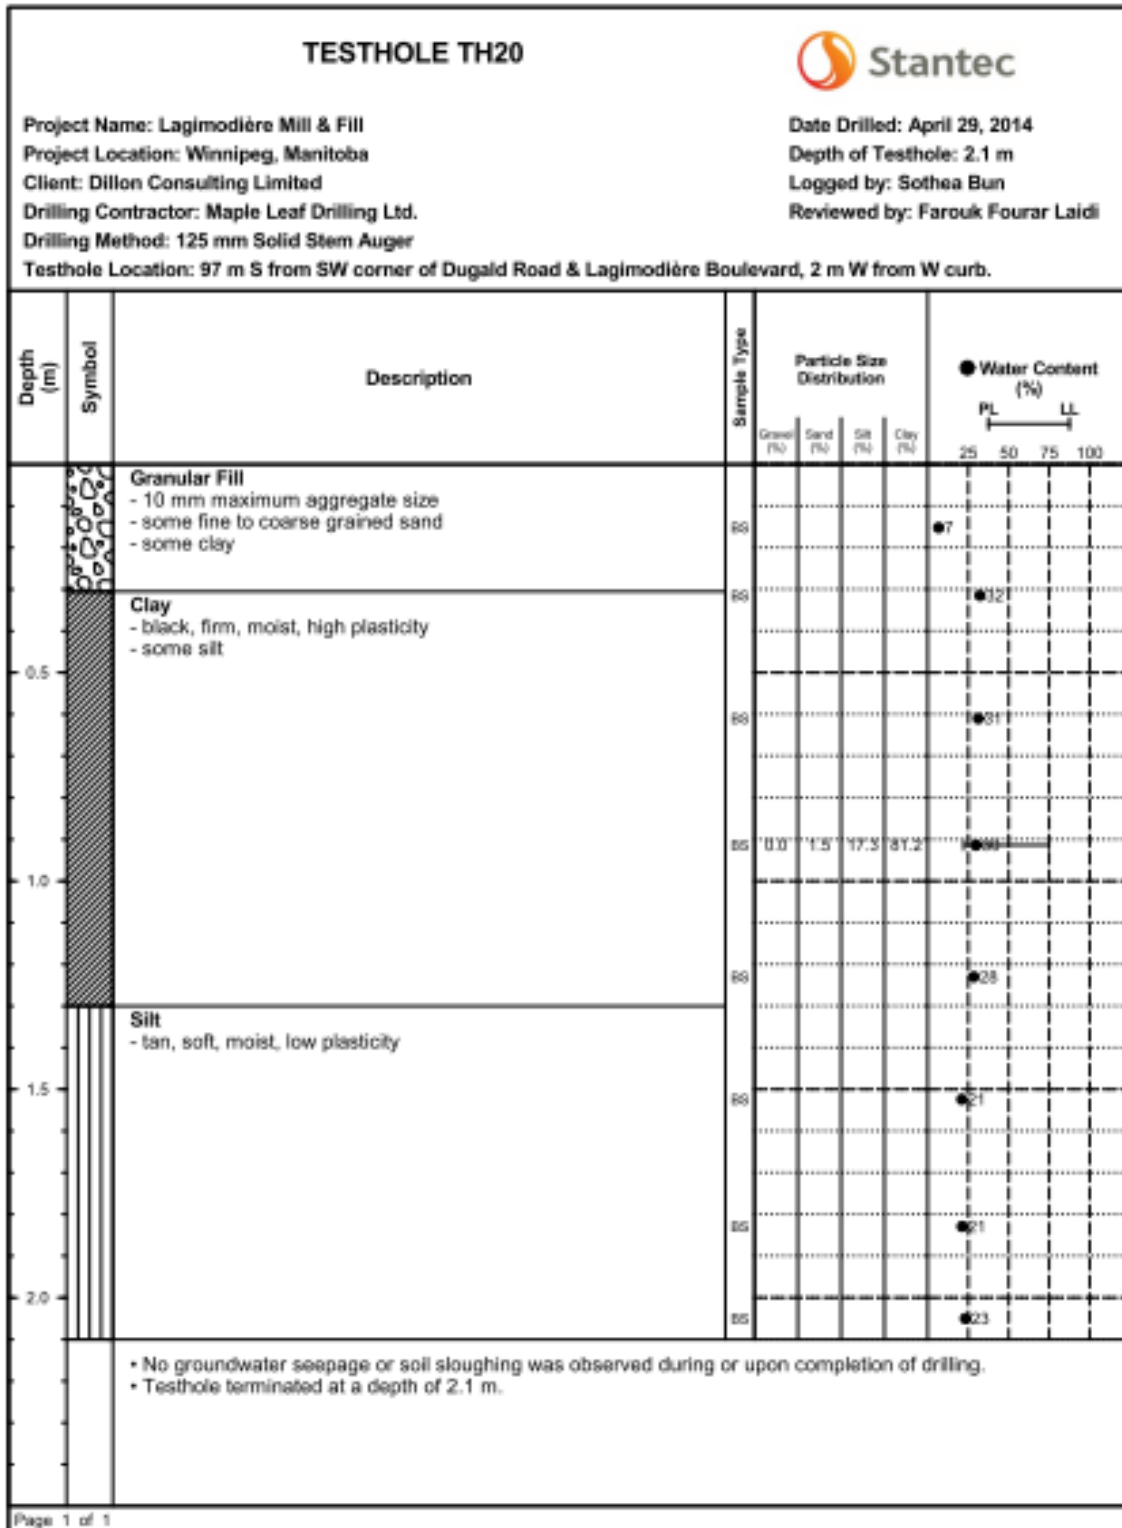 TESTHOLE TH20
Stantec
Project Name: Lagimodière Mill & Fill
Project Location: Winnipeg, Manitoba
Client: Dillon Consulting Limited
Drilling Contractor: Maple Leaf Drilling Ltd.
Drilling Method: 125 mm Solid Stem Auger
Testhole Location: 97 m S from SW corner of Dugald Road & Lagimodière Boulevard, 2 m W from W curb.
Date Drilled: April 29, 2014
Depth of Testhole: 2.1 m
Logged by: Sothea Bun
Reviewed by: Farouk Fourar Laidi
Depth (m)
Symbol
Description
Sample Type
Particle Size
Distribution
Gravel (%)
Sand (%)
Silt (%)
Clay (%)
Water Content
(%)
PL LL
25 50 75 100
Granular Fill
- 10 mm maximum aggregate size
- some fine to coarse grained sand
- some clay
BS 7
BS 32
Clay
- black, firm, moist, high plasticity
- some silt
0.5
BS 31
BS 0.0 1.5 17.3 81.2 30
1.0
BS 28
Silt
- tan, soft, moist, low plasticity
1.5
BS 21
BS 21
2.0
BS 23
• No groundwater seepage or soil sloughing was observed during or upon completion of drilling.
• Testhole terminated at a depth of 2.1 m.
Page 1 of 1